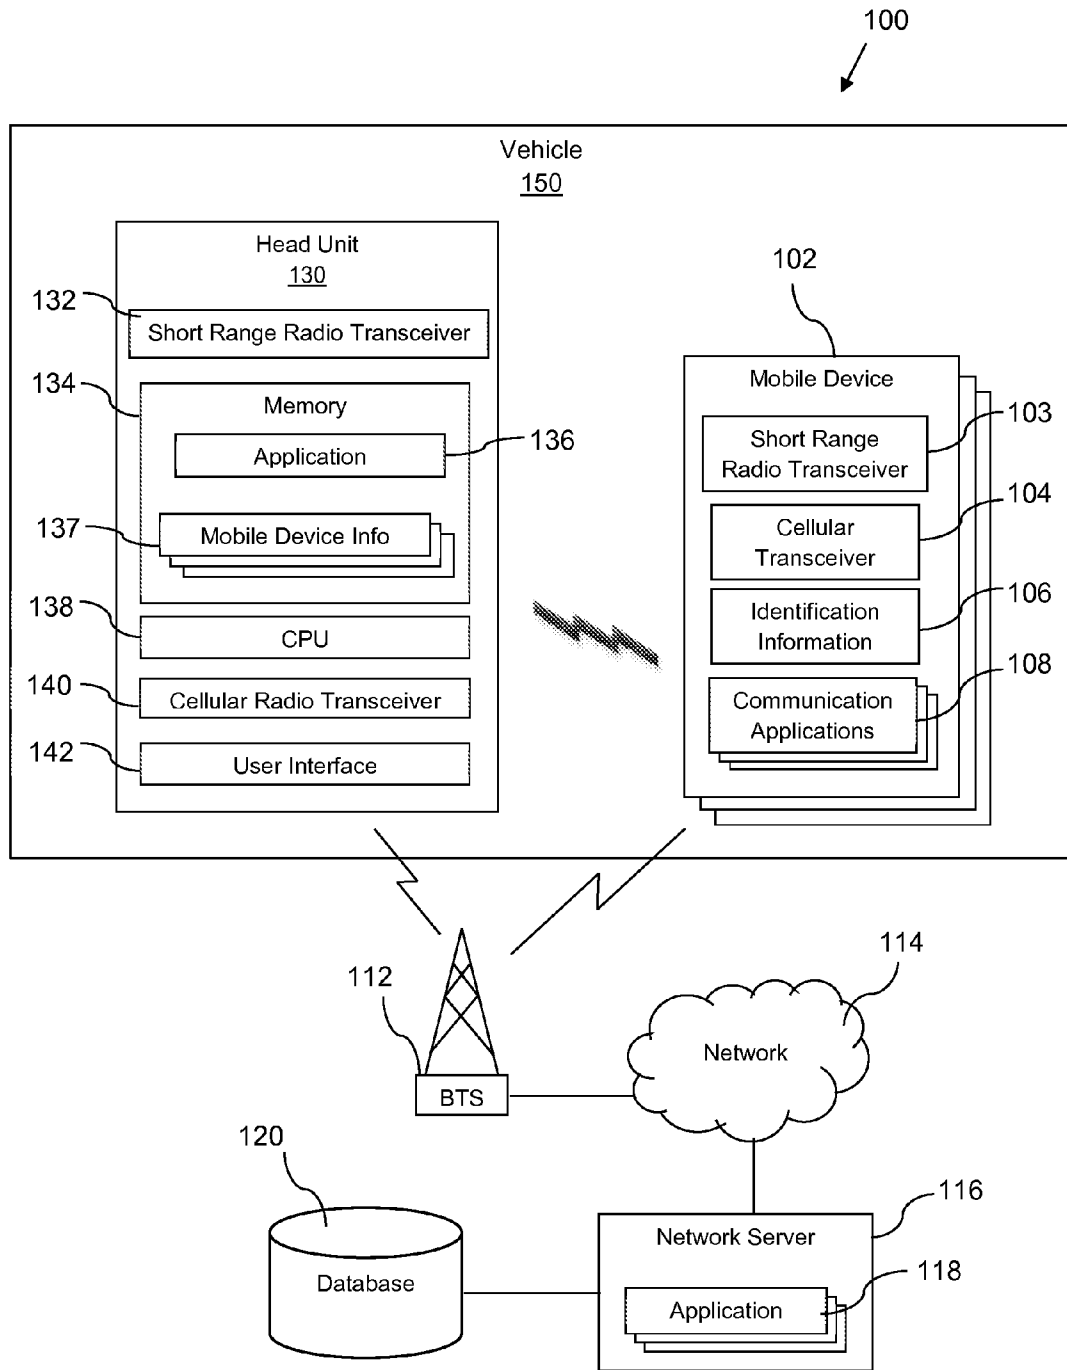 100
Vehicle
150
Head Unit
130
132
Short Range Radio Transceiver
134
Memory
Application
136
137
Mobile Device Info
138
CPU
140
Cellular Radio Transceiver
142
User Interface
102
Mobile Device
Short Range
Radio Transceiver
103
Cellular
Transceiver
104
Identification
Information
106
Communication
Applications
108
112
BTS
114
Network
120
Database
116
Network Server
Application
118